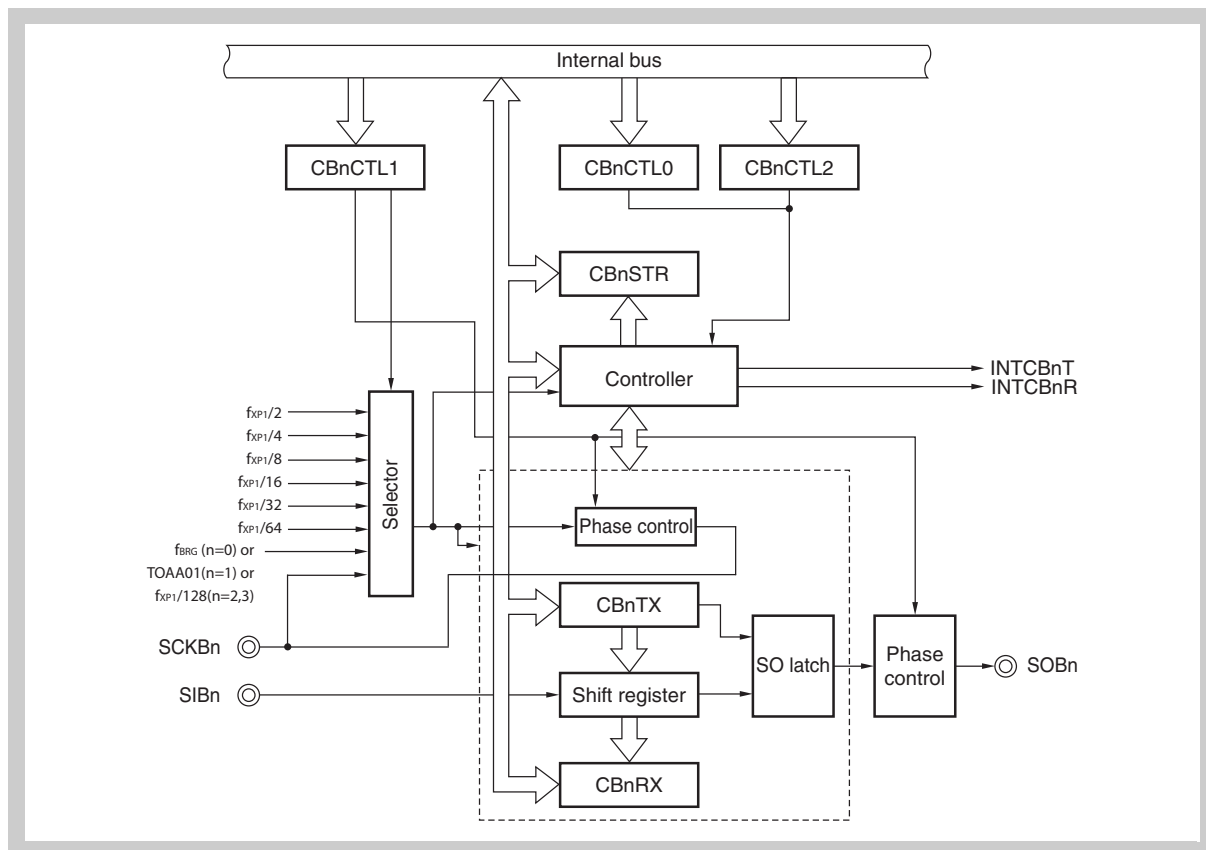 Internal bus
CBnCTL1
CBnCTL0
CBnCTL2
CBnSTR
Controller
INTCBnT
INTCBnR
fXP1/2
fXP1/4
fXP1/8
fXP1/16
fXP1/32
fXP1/64
fBRG (n=0) or
TOAA01(n=1) or
fXP1/128(n=2,3)
Selector
Phase control
SCKBn
SIBn
CBnTX
Shift register
CBnRX
SO latch
Phase
control
SOBn